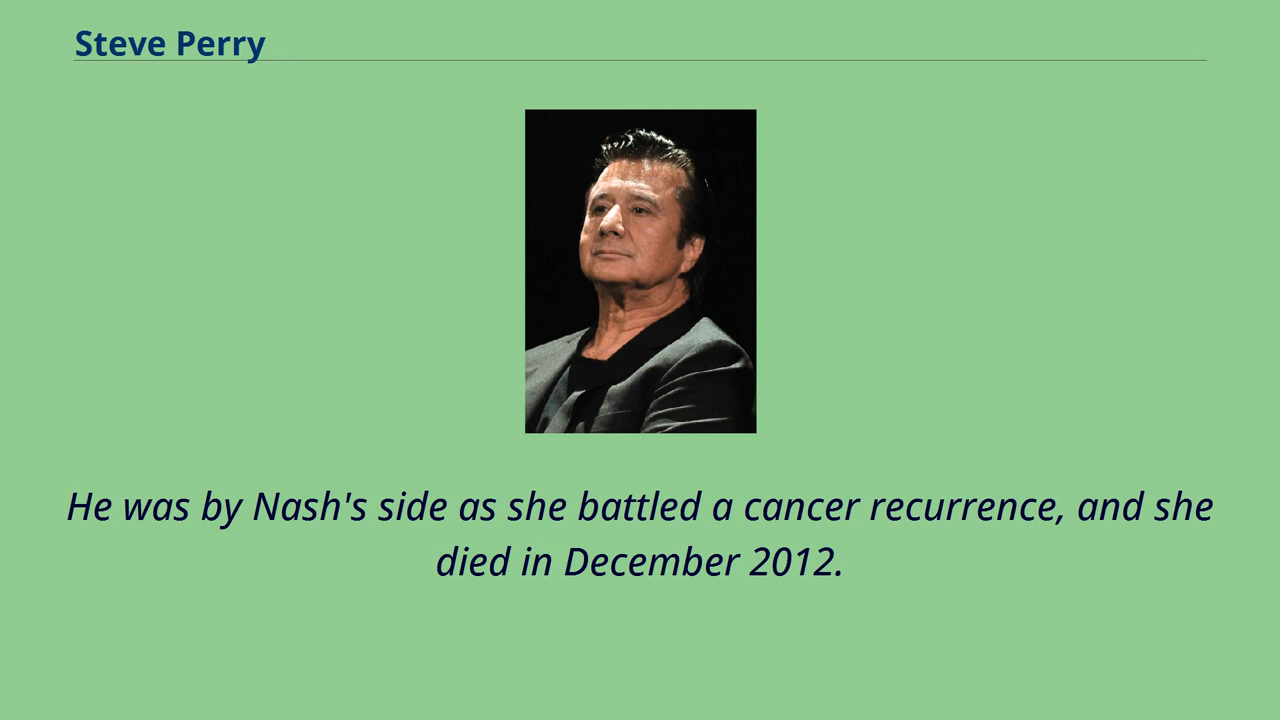 Steve Perry
He was by Nash's side as she battled a cancer recurrence, and she
died in December 2012.